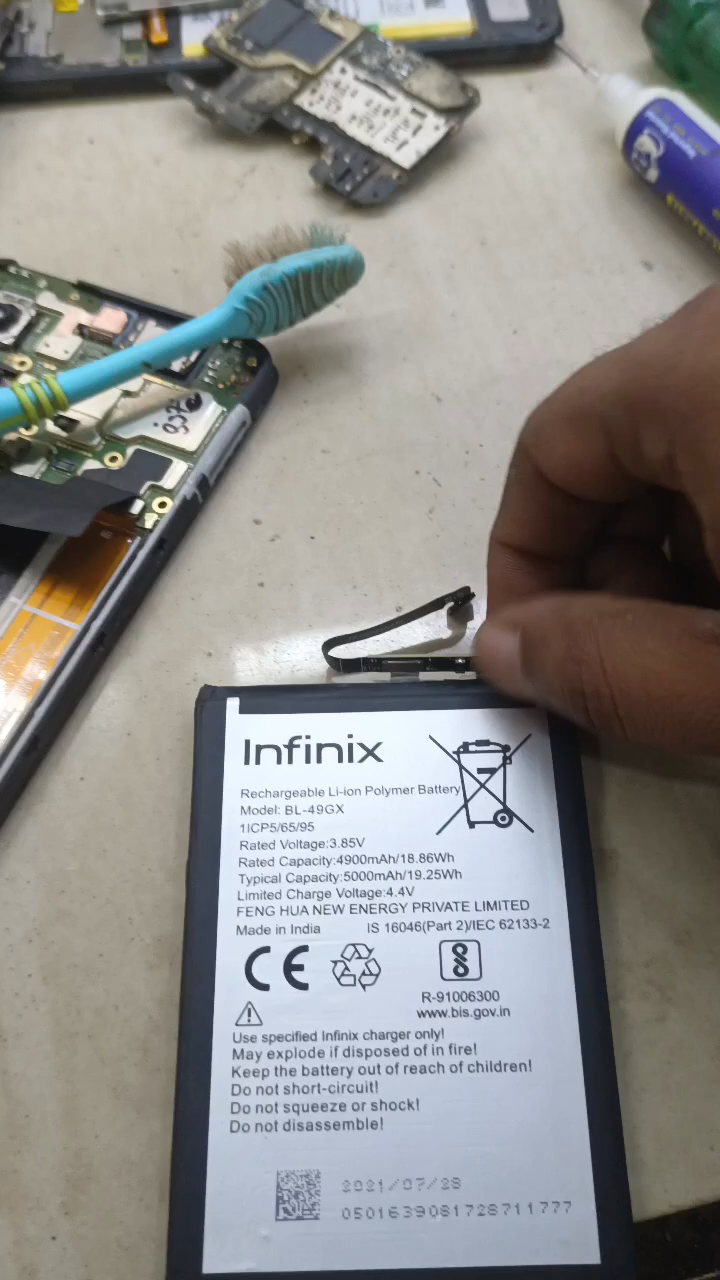 907
Infinix
Rechargeable Li-ion Polymer Battery
Model: BL-49GX
1ICP5/65/95
Rated Voltage:3.85V
Rated Capacity:4900mAh/18.86Wh
Typical Capacity:5000mAh/19.25Wh
Limited Charge Voltage:4.4V
FENG HUA NEW ENERGY PRIVATE LIMITED
Made in India IS 16046(Part 2)/IEC 62133-2
CE
R-91006300
www.bis.gov.in
Use specified Infinix charger only!
May explode if disposed of in fire!
Keep the battery out of reach of children!
Do not short-circuit!
Do not squeeze or shock!
Do not disassemble!
2021/07/28
0501639081728711777